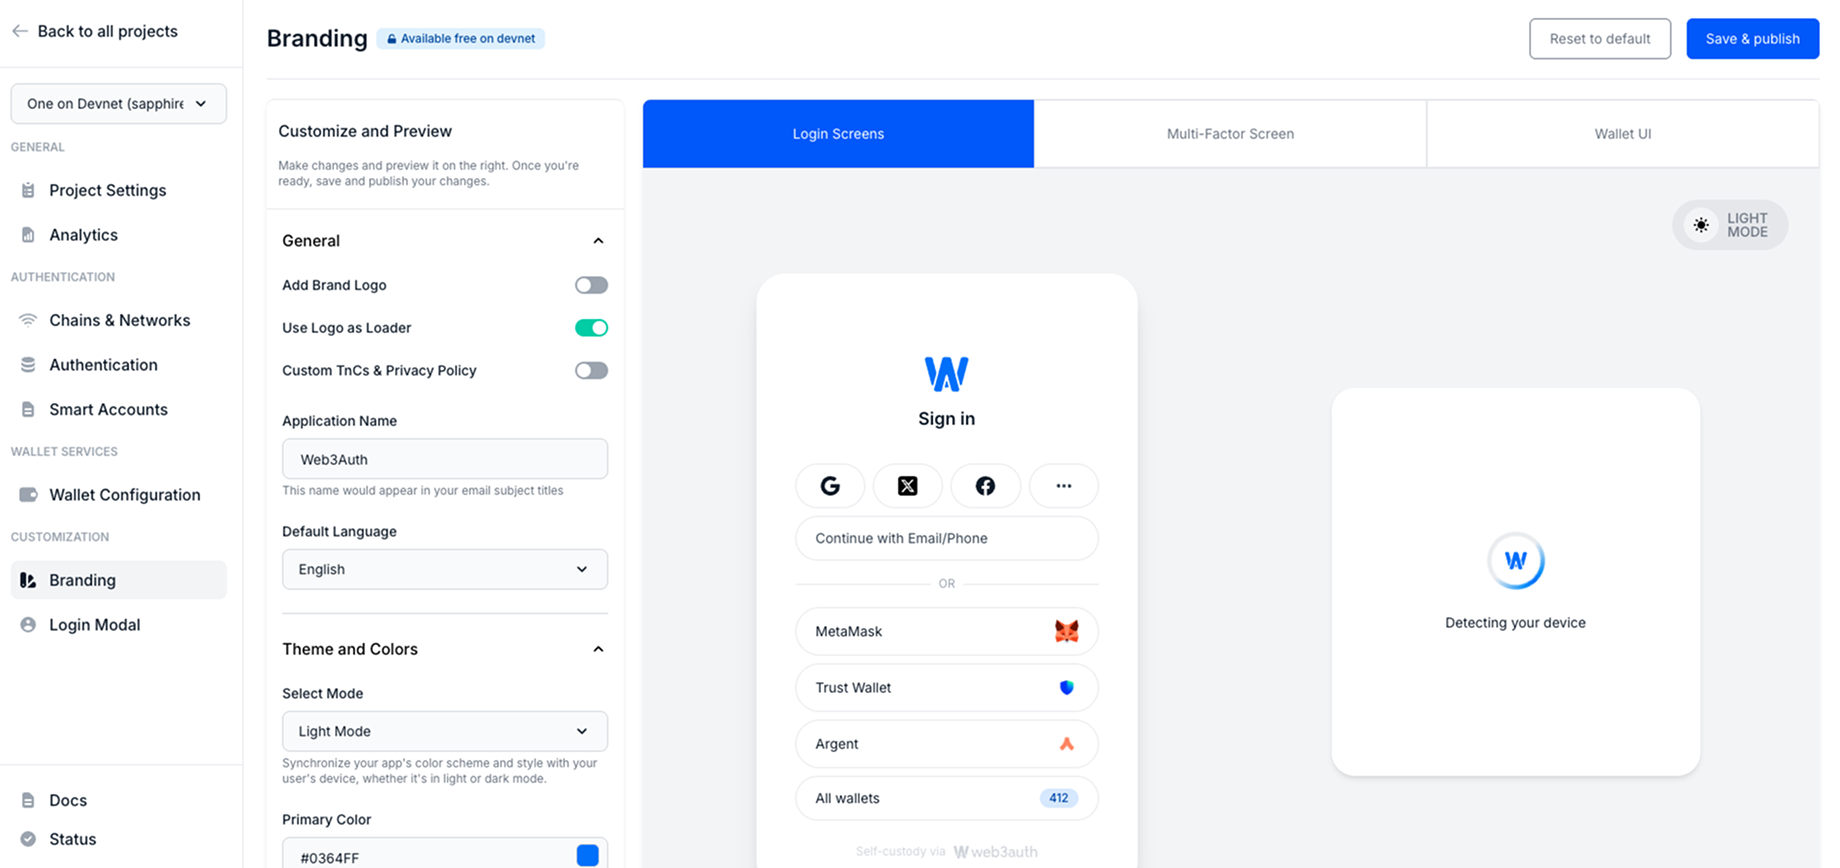 Back to all projects
One on Devnet (sapphire
GENERAL
Project Settings
Analytics
AUTHENTICATION
Chains & Networks
Authentication
Smart Accounts
WALLET SERVICES
Wallet Configuration
CUSTOMIZATION
Branding
Login Modal
Docs
Status
Branding
Available free on devnet
Reset to default
Save & publish
Customize and Preview
Make changes and preview it on the right. Once you're
ready, save and publish your changes.
General
Add Brand Logo
Use Logo as Loader
Custom TnCs & Privacy Policy
Application Name
Web3Auth
This name would appear in your email subject titles
Default Language
English
Theme and Colors
Select Mode
Light Mode
Synchronize your app's color scheme and style with your
user's device, whether it's in light or dark mode.
Primary Color
#0364FF
Login Screens
Multi-Factor Screen
Wallet UI
LIGHT
MODE
Sign in
Continue with Email/Phone
OR
MetaMask
Trust Wallet
Argent
All wallets
412
Self-custody via web3auth
Detecting your device